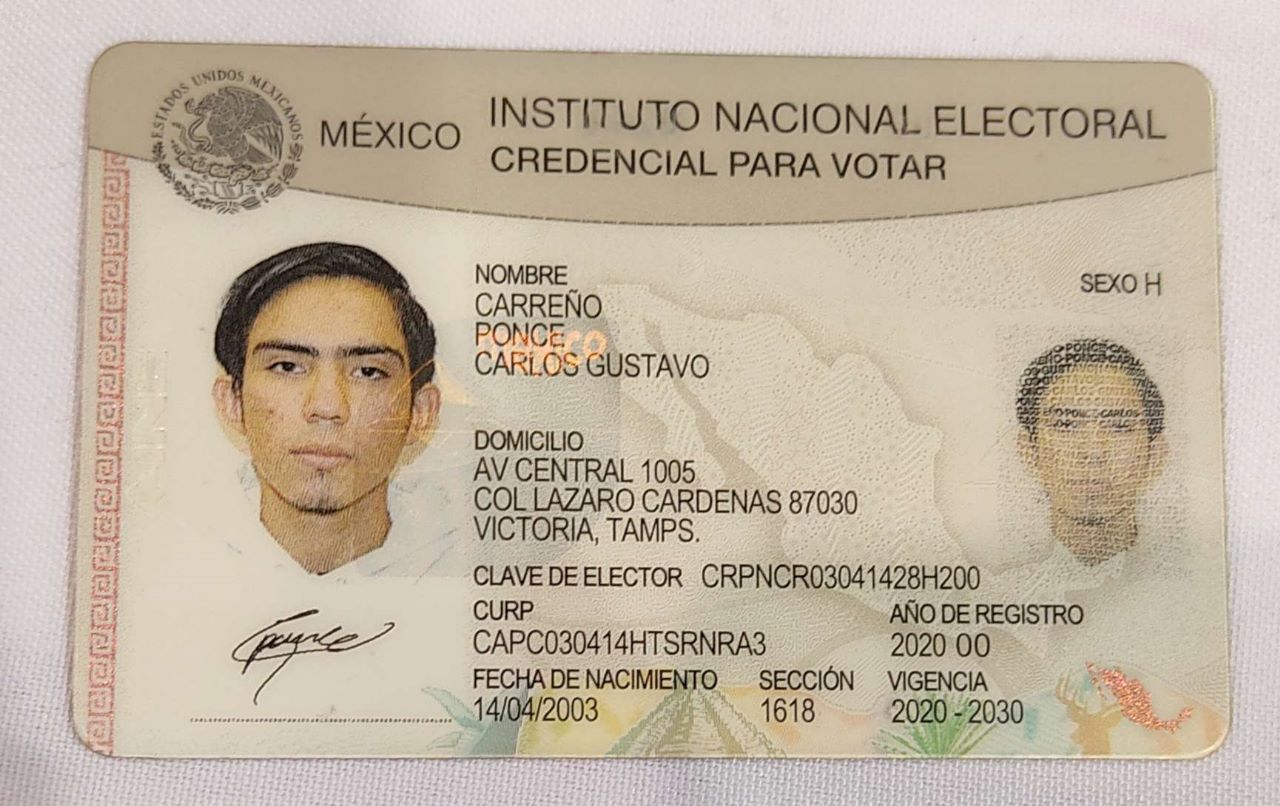 ESTADOS UNIDOS MEXICANOS
MÉXICO
INSTITUTO NACIONAL ELECTORAL
CREDENCIAL PARA VOTAR
NOMBRE
CARREÑO
PONCE
CARLOS GUSTAVO
SEXO H
DOMICILIO
AV CENTRAL 1005
COL LAZARO CARDENAS 87030
VICTORIA, TAMPS.
CLAVE DE ELECTOR CRPNCR03041428H200
CURP
CAPC030414HTSRNRA3
AÑO DE REGISTRO
2020 00
FECHA DE NACIMIENTO
14/04/2003
SECCIÓN
1618
VIGENCIA
2020 - 2030